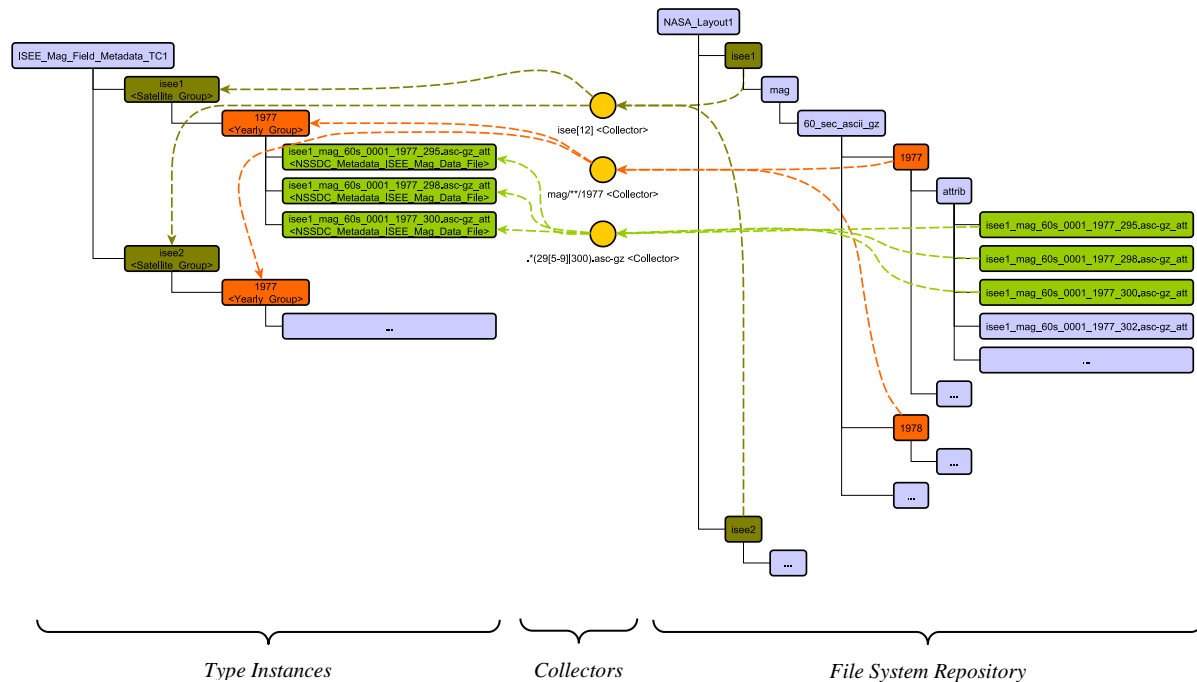 ISEE_Mag_Field_Metadata_TC1
isee1
<Satellite_Group>
1977
<Yearly_Group>
isee1_mag_60s_0001_1977_295.asc-gz_att
<NSSDC_Metadata_ISEE_Mag_Data_File>
isee1_mag_60s_0001_1977_298.asc-gz_att
<NSSDC_Metadata_ISEE_Mag_Data_File>
isee1_mag_60s_0001_1977_300.asc-gz_att
<NSSDC_Metadata_ISEE_Mag_Data_File>
isee2
<Satellite_Group>
1977
<Yearly_Group>
...
isee[12] <Collector>
mag/**/1977 <Collector>
.*(29[5-9]|300).asc-gz <Collector>
NASA_Layout1
isee1
mag
60_sec_ascii_gz
1977
attrib
isee1_mag_60s_0001_1977_295.asc-gz_att
isee1_mag_60s_0001_1977_298.asc-gz_att
isee1_mag_60s_0001_1977_300.asc-gz_att
isee1_mag_60s_0001_1977_302.asc-gz_att
...
...
1978
...
...
isee2
...
Type Instances
Collectors
File System Repository